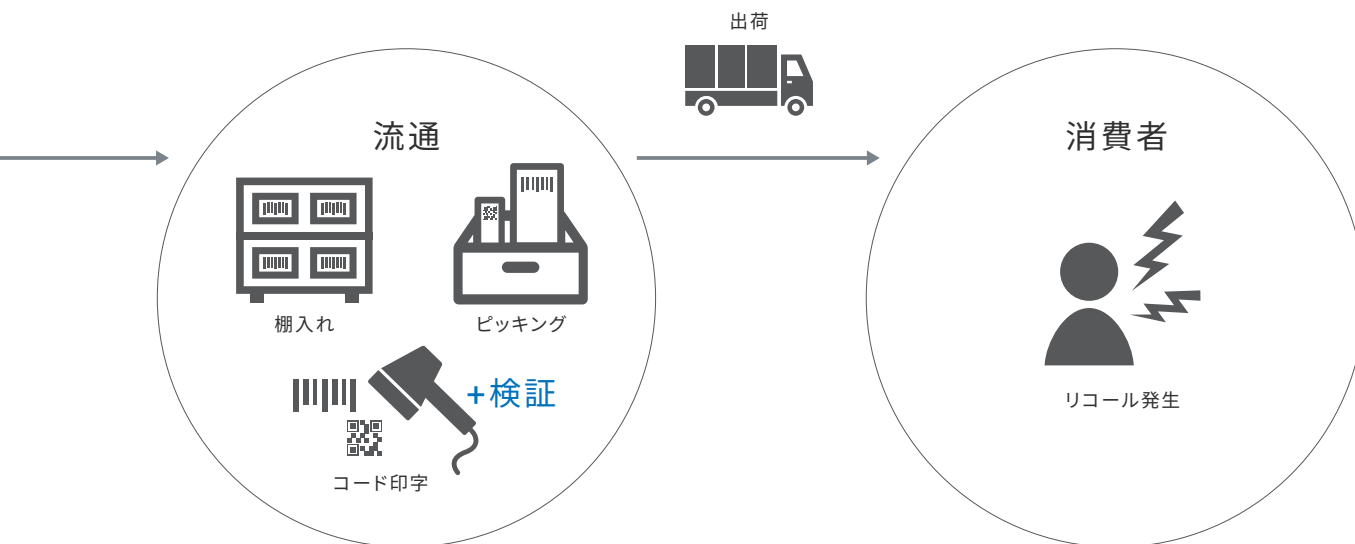 出荷
流通
棚入れ
ピッキング
+検証
コード印字
消費者
リコール発生